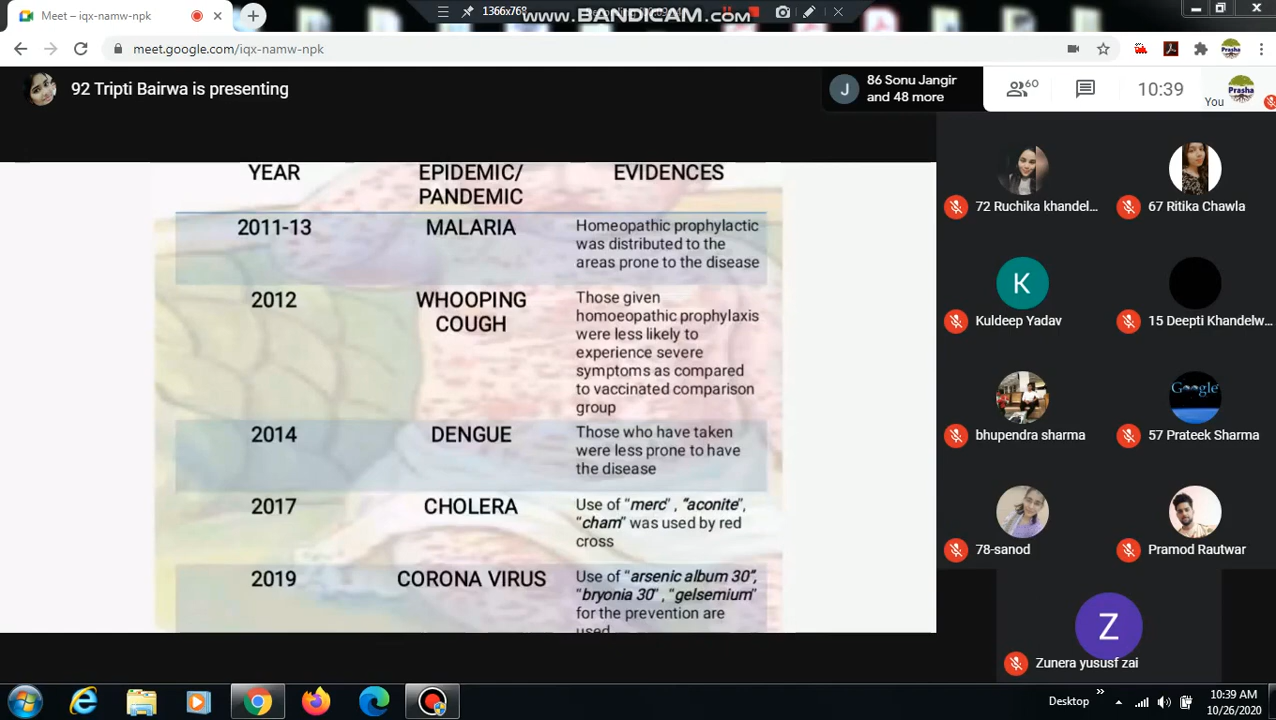 Meet – iqx-namw-npk
1366x768
www.BANDICAM.com
meet.google.com/iqx-namw-npk
92 Tripti Bairwa is presenting
J
86 Sonu Jangir
and 48 more
60
10:39
You
Prasha
YEAR
EPIDEMIC/
PANDEMIC
EVIDENCES
2011-13
MALARIA
Homeopathic prophylactic
was distributed to the
areas prone to the disease
2012
WHOOPING
COUGH
Those given
homoeopathic prophylaxis
were less likely to
experience severe
symptoms as compared
to vaccinated comparison
group
2014
DENGUE
Those who have taken
were less prone to have
the disease
2017
CHOLERA
Use of "merc" , "aconite",
"cham" was used by red
cross
2019
CORONA VIRUS
Use of "arsenic album 30",
"bryonia 30" , "gelsemium"
for the prevention are
used
72 Ruchika khandel...
67 Ritika Chawla
K
Kuldeep Yadav
15 Deepti Khandelw...
bhupendra sharma
Google
57 Prateek Sharma
78-sanod
Pramod Rautwar
Z
Zunera yususf zai
Desktop
10:39 AM
10/26/2020